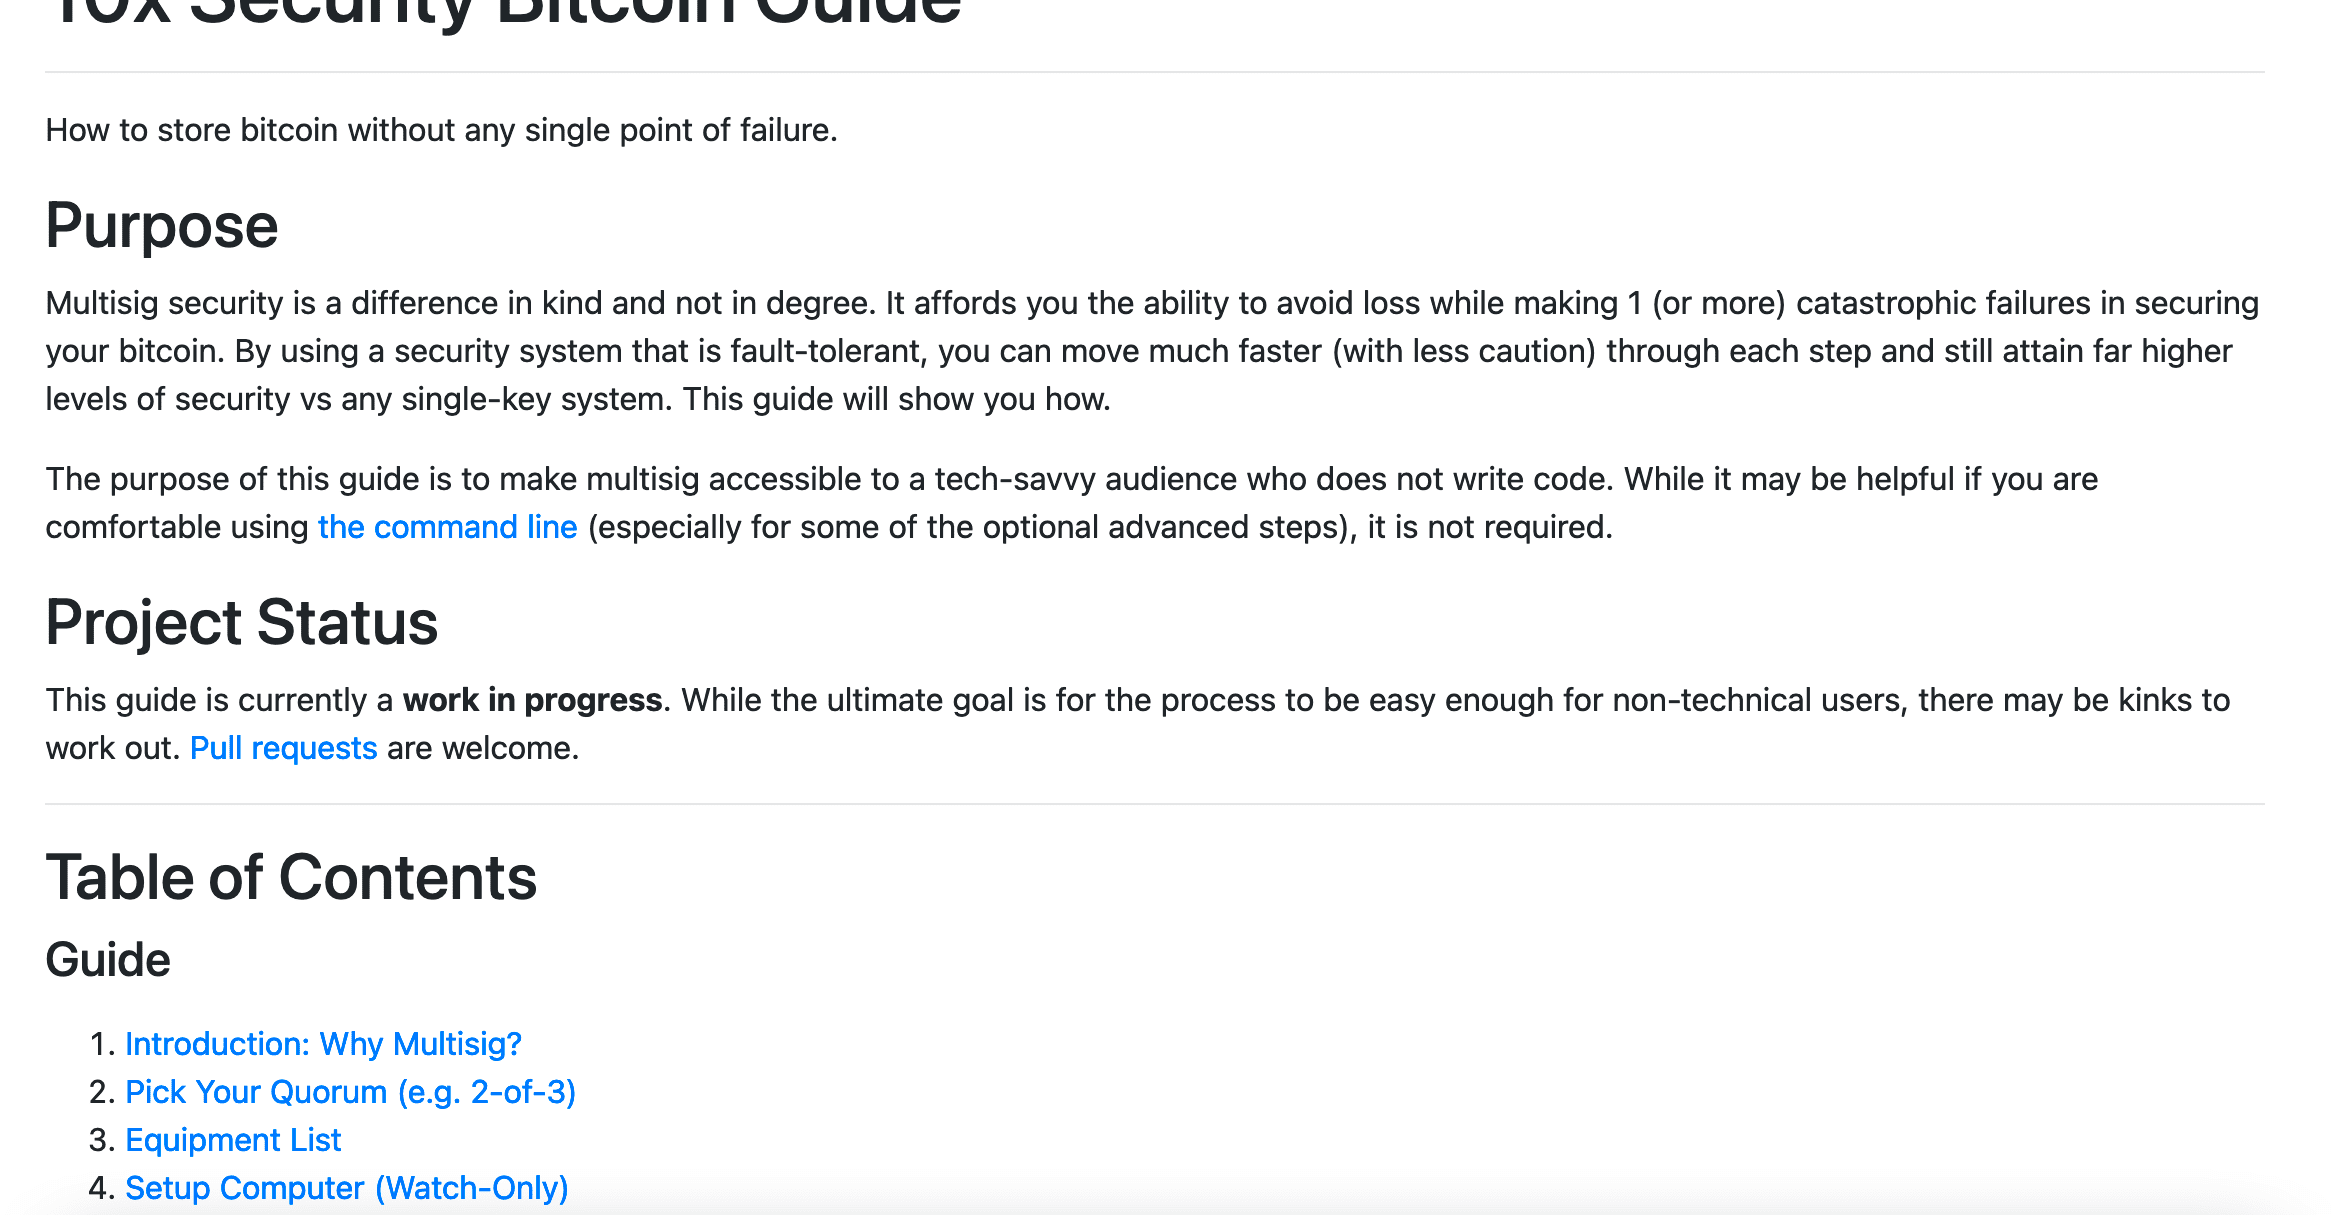 10x Security Bitcoin Guide
How to store bitcoin without any single point of failure.
Purpose
Multisig security is a difference in kind and not in degree. It affords you the ability to avoid loss while making 1 (or more) catastrophic failures in securing
your bitcoin. By using a security system that is fault-tolerant, you can move much faster (with less caution) through each step and still attain far higher
levels of security vs any single-key system. This guide will show you how.
The purpose of this guide is to make multisig accessible to a tech-savvy audience who does not write code. While it may be helpful if you are
comfortable using the command line (especially for some of the optional advanced steps), it is not required.
Project Status
This guide is currently a work in progress. While the ultimate goal is for the process to be easy enough for non-technical users, there may be kinks to
work out. Pull requests are welcome.
Table of Contents
Guide
1. Introduction: Why Multisig?
2. Pick Your Quorum (e.g. 2-of-3)
3. Equipment List
4. Setup Computer (Watch-Only)